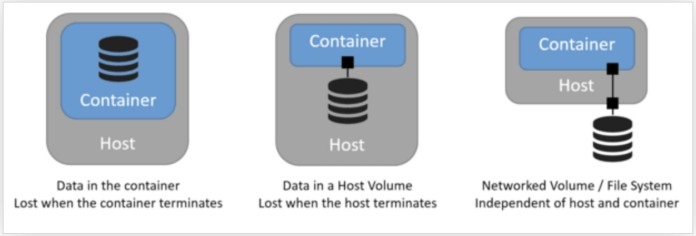 Container
Host
Data in the container
Lost when the container terminates
Container
Host
Data in a Host Volume
Lost when the host terminates
Container
Host
Networked Volume / File System
Independent of host and container